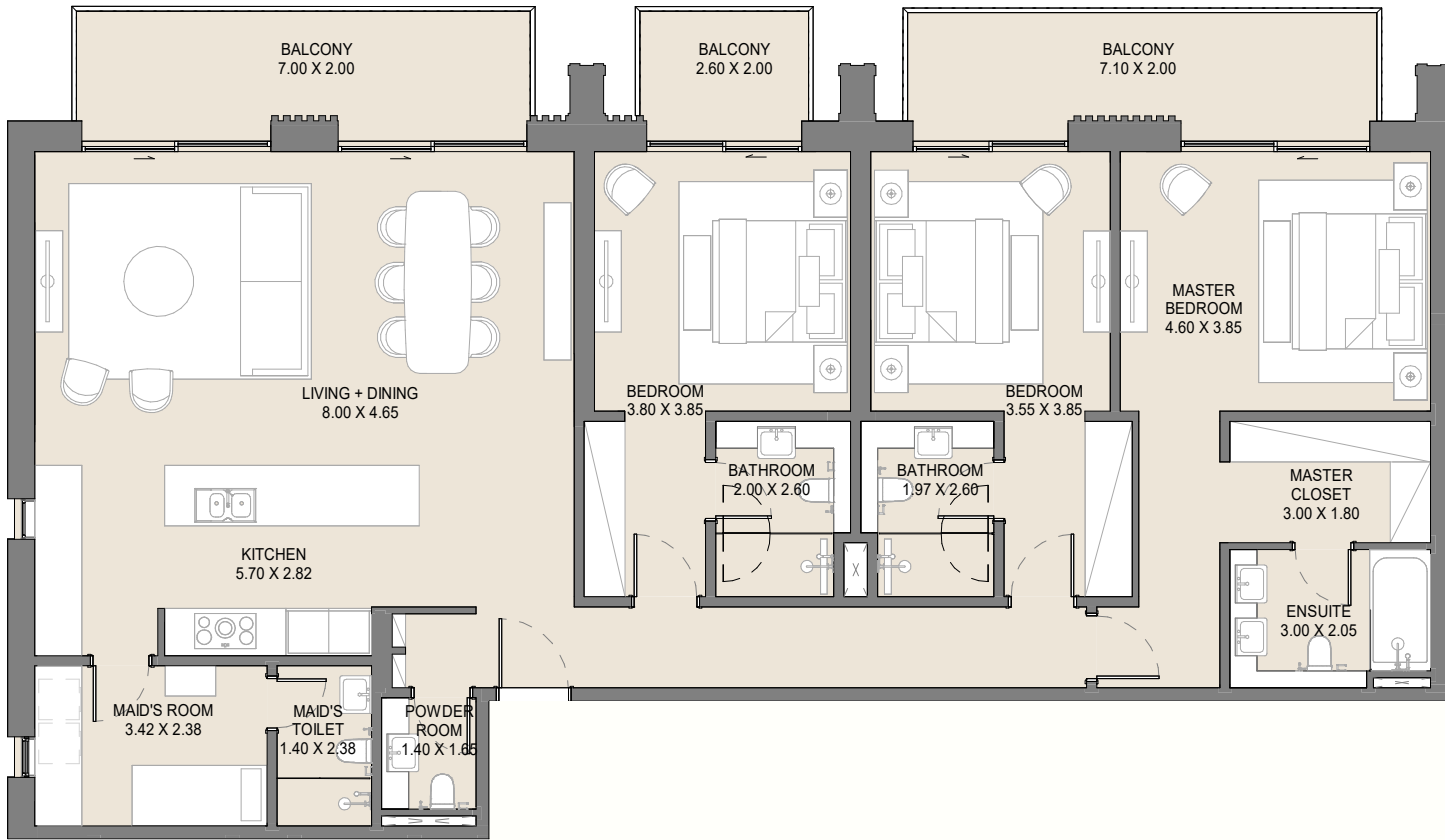 BALCONY
7.00 X 2.00
BALCONY
2.60 X 2.00
BALCONY
7.10 X 2.00
MASTER
BEDROOM
4.60 X 3.85
LIVING + DINING
8.00 X 4.65
BEDROOM
3.80 X 3.85
BEDROOM
3.55 X 3.85
BATHROOM
2.00 X 2.60
BATHROOM
1.97 X 2.60
MASTER
CLOSET
3.00 X 1.80
KITCHEN
5.70 X 2.82
ENSUITE
3.00 X 2.05
MAID'S ROOM
3.42 X 2.38
MAID'S
TOILET
1.40 X 2.38
POWDER
ROOM
1.40 X 1.65